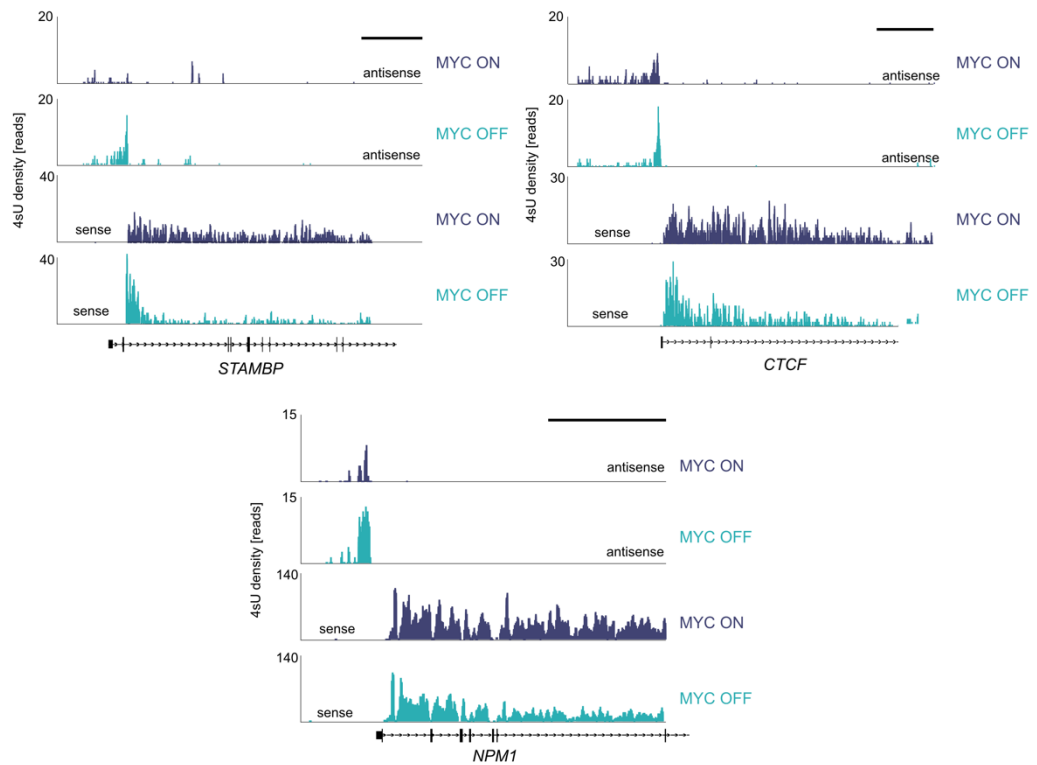 20
antisense
MYC ON
20
antisense
MYC OFF
40
sense
MYC ON
40
sense
MYC OFF
4sU density [reads]
STAMBP
20
antisense
MYC ON
20
antisense
MYC OFF
30
sense
MYC ON
30
sense
MYC OFF
4sU density [reads]
CTCF
15
antisense
MYC ON
15
antisense
MYC OFF
140
sense
MYC ON
140
sense
MYC OFF
4sU density [reads]
NPM1